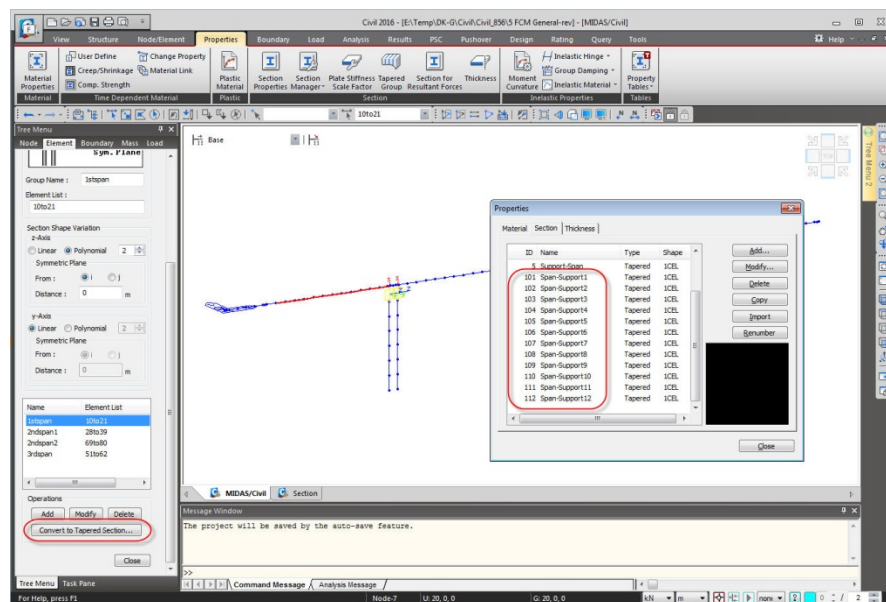 Civil 2016 - [E:\Temp\DK-G\Civil\Civil_856\5 FCM General-rev] - [MIDAS/Civil]
View Structure Node/Element Properties Boundary Load Analysis Results PSC Pushover Design Rating Query Tools Help
User Define Change Property Inelastic Hinge
Creep/Shrinkage Material Link Group Damping
Comp. Strength Inelastic Material
Material Properties Plastic Material Section Properties Section Manager Plate Stiffness Scale Factor Tapered Group Section for Resultant Forces Thickness Moment Curvature Property Tables
Material Time Dependent Material Plastic Section Inelastic Properties Tables
10to21
Tree Menu
Node Element Boundary Mass Load
Sym. Plane
Group Name : 1stspan
Element List :
10to21
Section Shape Variation
z-Axis
Linear Polynomial 2
Symmetric Plane
From : i j
Distance : 0 m
y-Axis
Linear Polynomial 2
Symmetric Plane
From : i j
Distance : 0 m
Name Element List
1stspan 10to21
2ndspan1 28to39
2ndspan2 69to80
3rdspan 51to62
Operations
Add Modify Delete
Convert to Tapered Section...
Close
Tree Menu Task Pane
Base
Tree Menu 2
Properties
Material Section Thickness
ID Name Type Shape
5 Support-Span Tapered 1CEL
101 Span-Support1 Tapered 1CEL
102 Span-Support2 Tapered 1CEL
103 Span-Support3 Tapered 1CEL
104 Span-Support4 Tapered 1CEL
105 Span-Support5 Tapered 1CEL
106 Span-Support6 Tapered 1CEL
107 Span-Support7 Tapered 1CEL
108 Span-Support8 Tapered 1CEL
109 Span-Support9 Tapered 1CEL
110 Span-Support10 Tapered 1CEL
111 Span-Support11 Tapered 1CEL
112 Span-Support12 Tapered 1CEL
Add...
Modify...
Delete
Copy
Import
Renumber
Close
MIDAS/Civil Section
Message Window
The project will be saved by the auto-save feature.
>>
Command Message Analysis Message
For Help, press F1 Node-7 U: 20, 0, 0 G: 20, 0, 0 kN m non 0 / 2